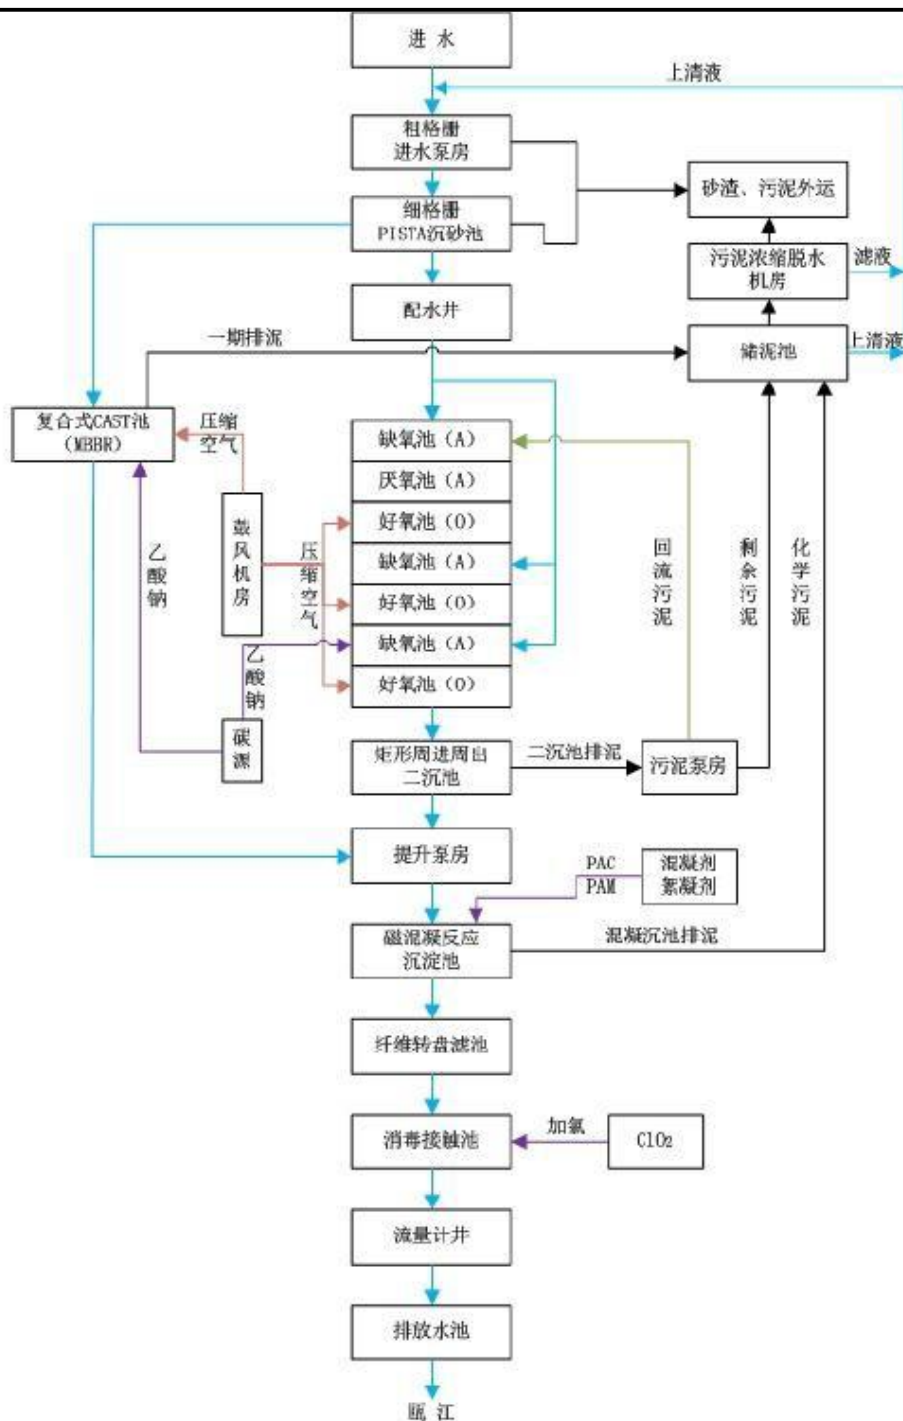 进 水
上清液
粗格栅
进水泵房
砂渣、污泥外运
细格栅
PISTA沉砂池
污泥浓缩脱水
机房
滤液
配水井
一期排泥
储泥池
上清液
复合式CAST池
(MBBR)
压缩
空气
缺氧池（A）
厌氧池（A）
好氧池（O）
缺氧池（A）
好氧池（O）
缺氧池（A）
好氧池（O）
乙酸钠
鼓风机房
压缩空气
回流污泥
剩余污泥
化学污泥
乙酸钠
碳源
矩形周进周出
二沉池
二沉池排泥
污泥泵房
提升泵房
PAC
PAM
混凝剂
絮凝剂
磁混凝反应
沉淀池
混凝沉池排泥
纤维转盘滤池
消毒接触池
加氯
ClO₂
流量计井
排放水池
瓯 江